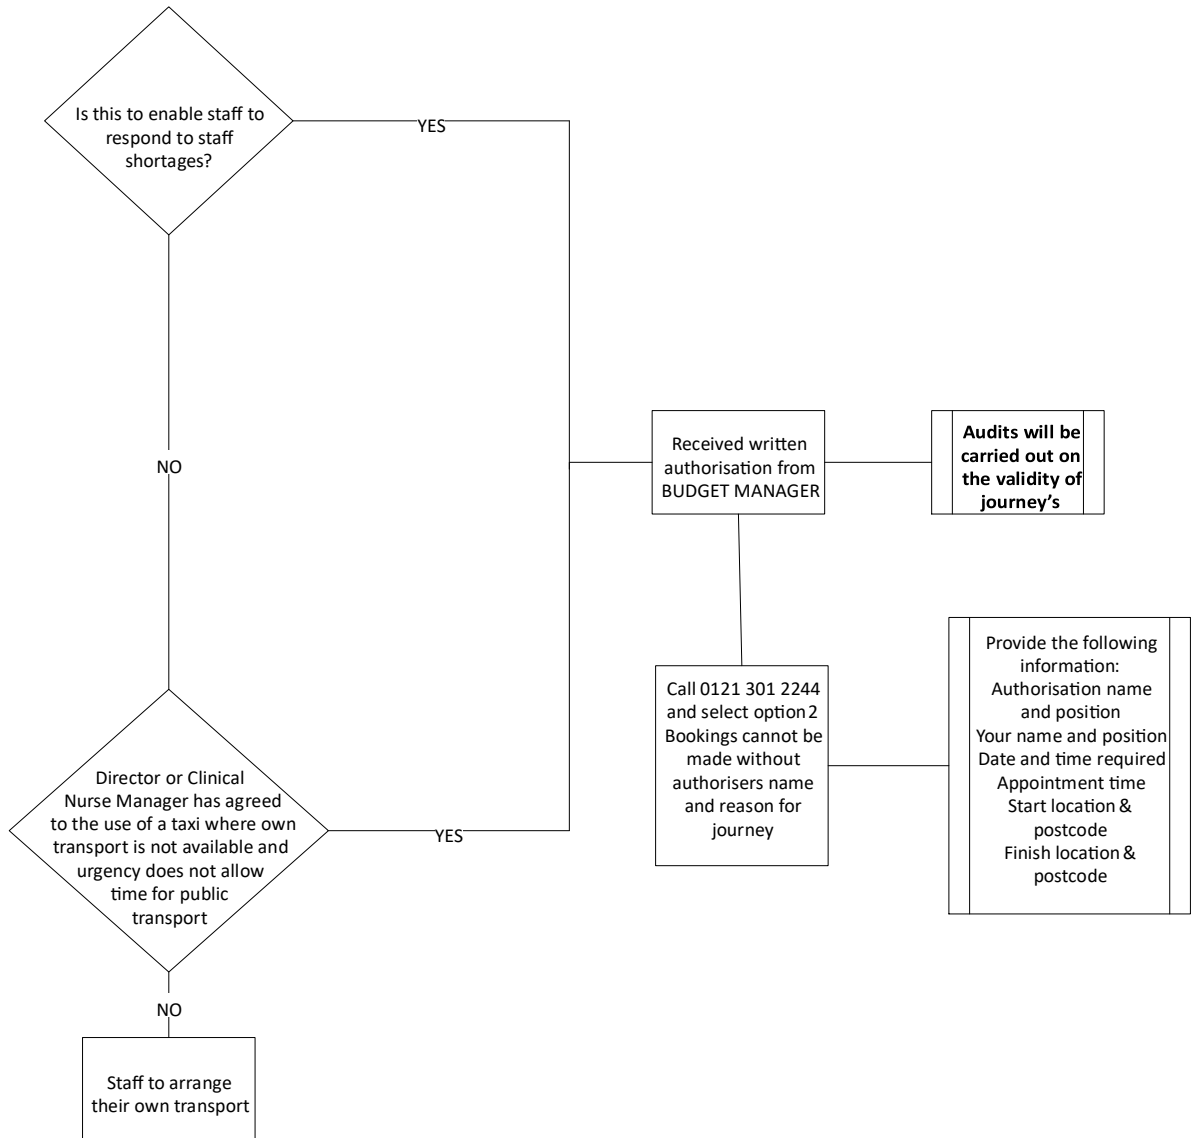 Is this to enable staff to
respond to staff
shortages?
YES
NO
Received written
authorisation from
BUDGET MANAGER
Audits will be
carried out on
the validity of
journey's
Call 0121 301 2244
and select option 2
Bookings cannot be
made without
authorisers name
and reason for
journey
Provide the following
information:
Authorisation name
and position
Your name and position
Date and time required
Appointment time
Start location &
postcode
Finish location &
postcode
Director or Clinical
Nurse Manager has agreed
to the use of a taxi where own
transport is not available and
urgency does not allow
time for public
transport
YES
NO
Staff to arrange
their own transport